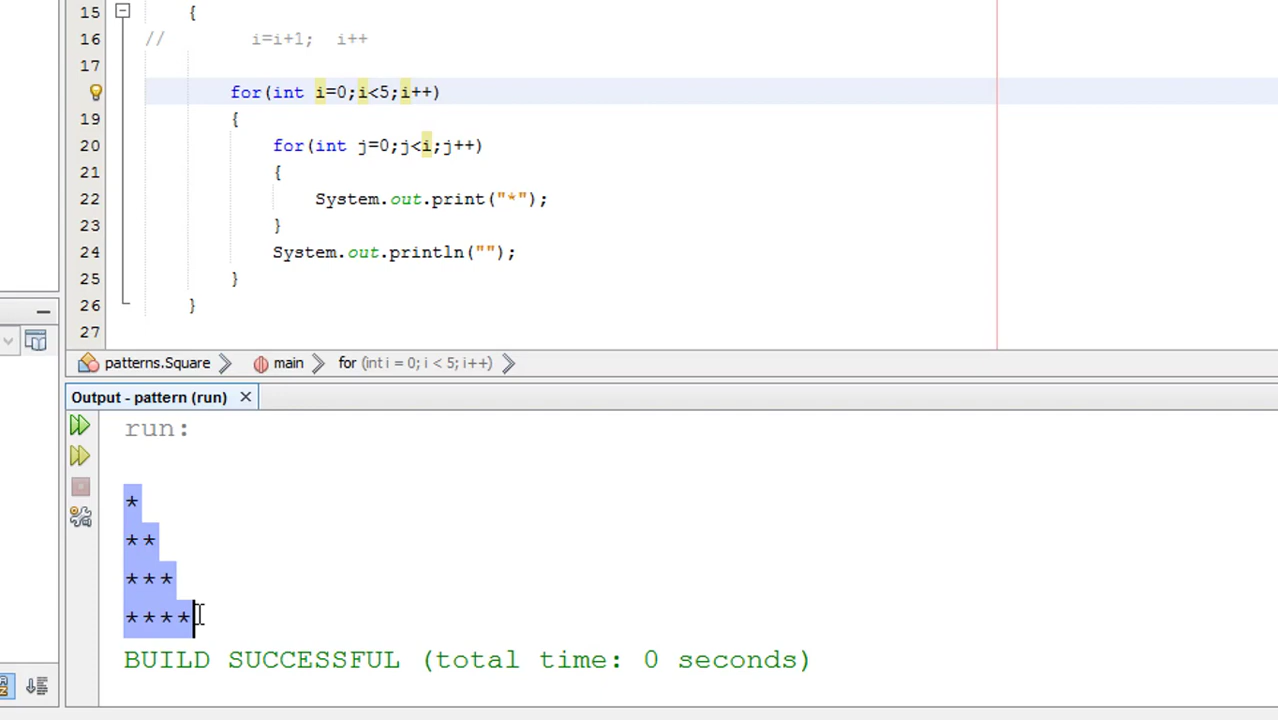 15 {
16 // i=i+1; i++
17
for(int i=0;i<5;i++)
19 {
20 for(int j=0;j<i;j++)
21 {
22 System.out.print("*");
23 }
24 System.out.println("");
25 }
26 }
27
patterns.Square main for (int i = 0; i < 5; i++)
Output - pattern (run) ×
run:
*
**
***
****
BUILD SUCCESSFUL (total time: 0 seconds)